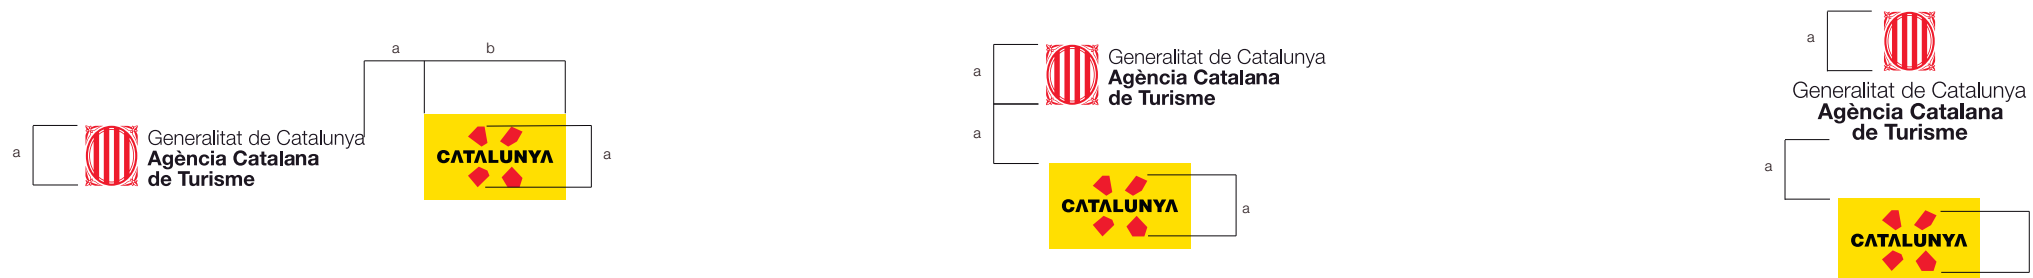 a b
a
Generalitat de Catalunya
Agència Catalana
de Turisme
CATALUNYA
a
a
Generalitat de Catalunya
Agència Catalana
de Turisme
a
CATALUNYA
a
a
Generalitat de Catalunya
Agència Catalana
de Turisme
a
CATALUNYA